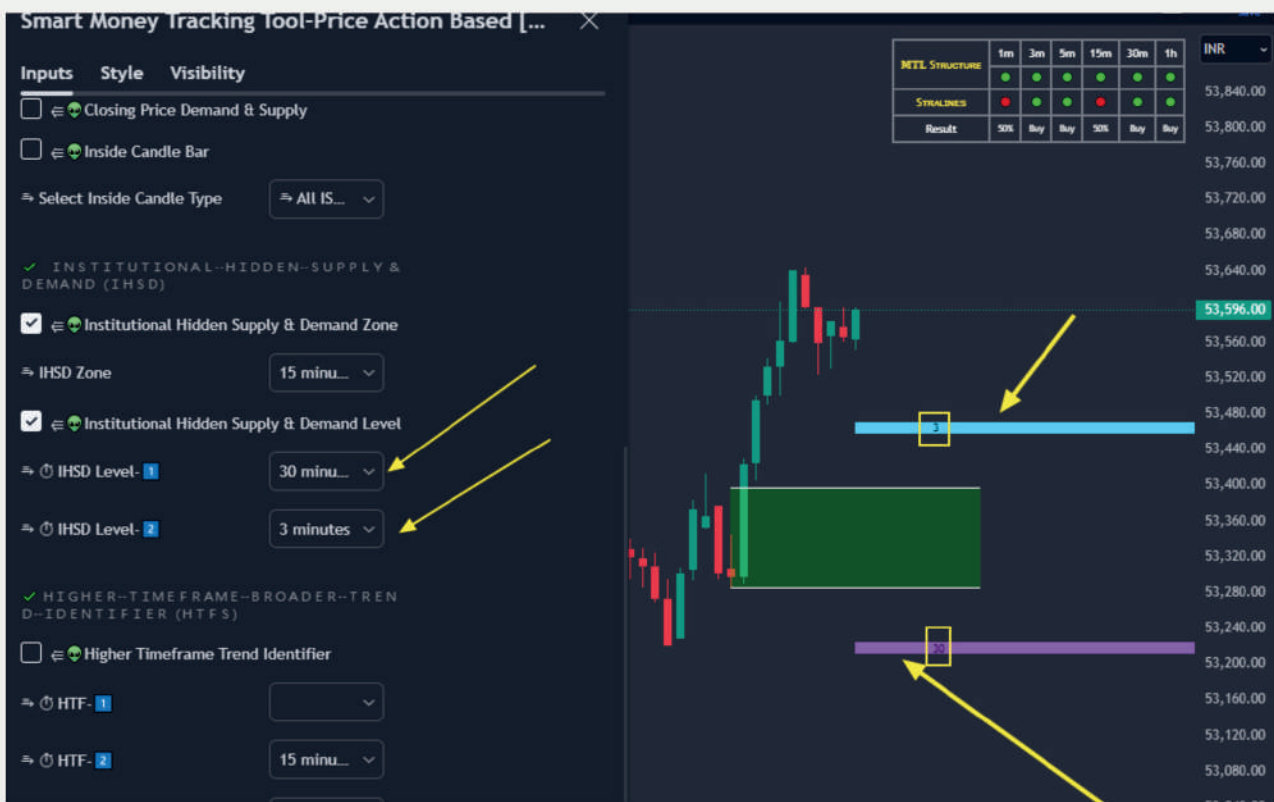 Smart Money Tracking Tool-Price Action Based [...
Inputs Style Visibility
Closing Price Demand & Supply
Inside Candle Bar
Select Inside Candle Type All IS...
INSTITUTIONAL--HIDDEN--SUPPLY &
DEMAND (IHSD)
Institutional Hidden Supply & Demand Zone
IHSD Zone 15 minu...
Institutional Hidden Supply & Demand Level
IHSD Level- 1 30 minu...
IHSD Level- 2 3 minutes
HIGHER--TIMEFRAME--BROADER--TREN
D--IDENTIFIER (HTFS)
Higher Timeframe Trend Identifier
HTF- 1
HTF- 2 15 minu...
MTL STRUCTURE 1m 3m 5m 15m 30m 1h
STRALINES
Result 50% Buy Buy 50% Buy Buy
3
30
INR
53,840.00
53,800.00
53,760.00
53,720.00
53,680.00
53,640.00
53,596.00
53,560.00
53,520.00
53,480.00
53,440.00
53,400.00
53,360.00
53,320.00
53,280.00
53,240.00
53,200.00
53,160.00
53,120.00
53,080.00